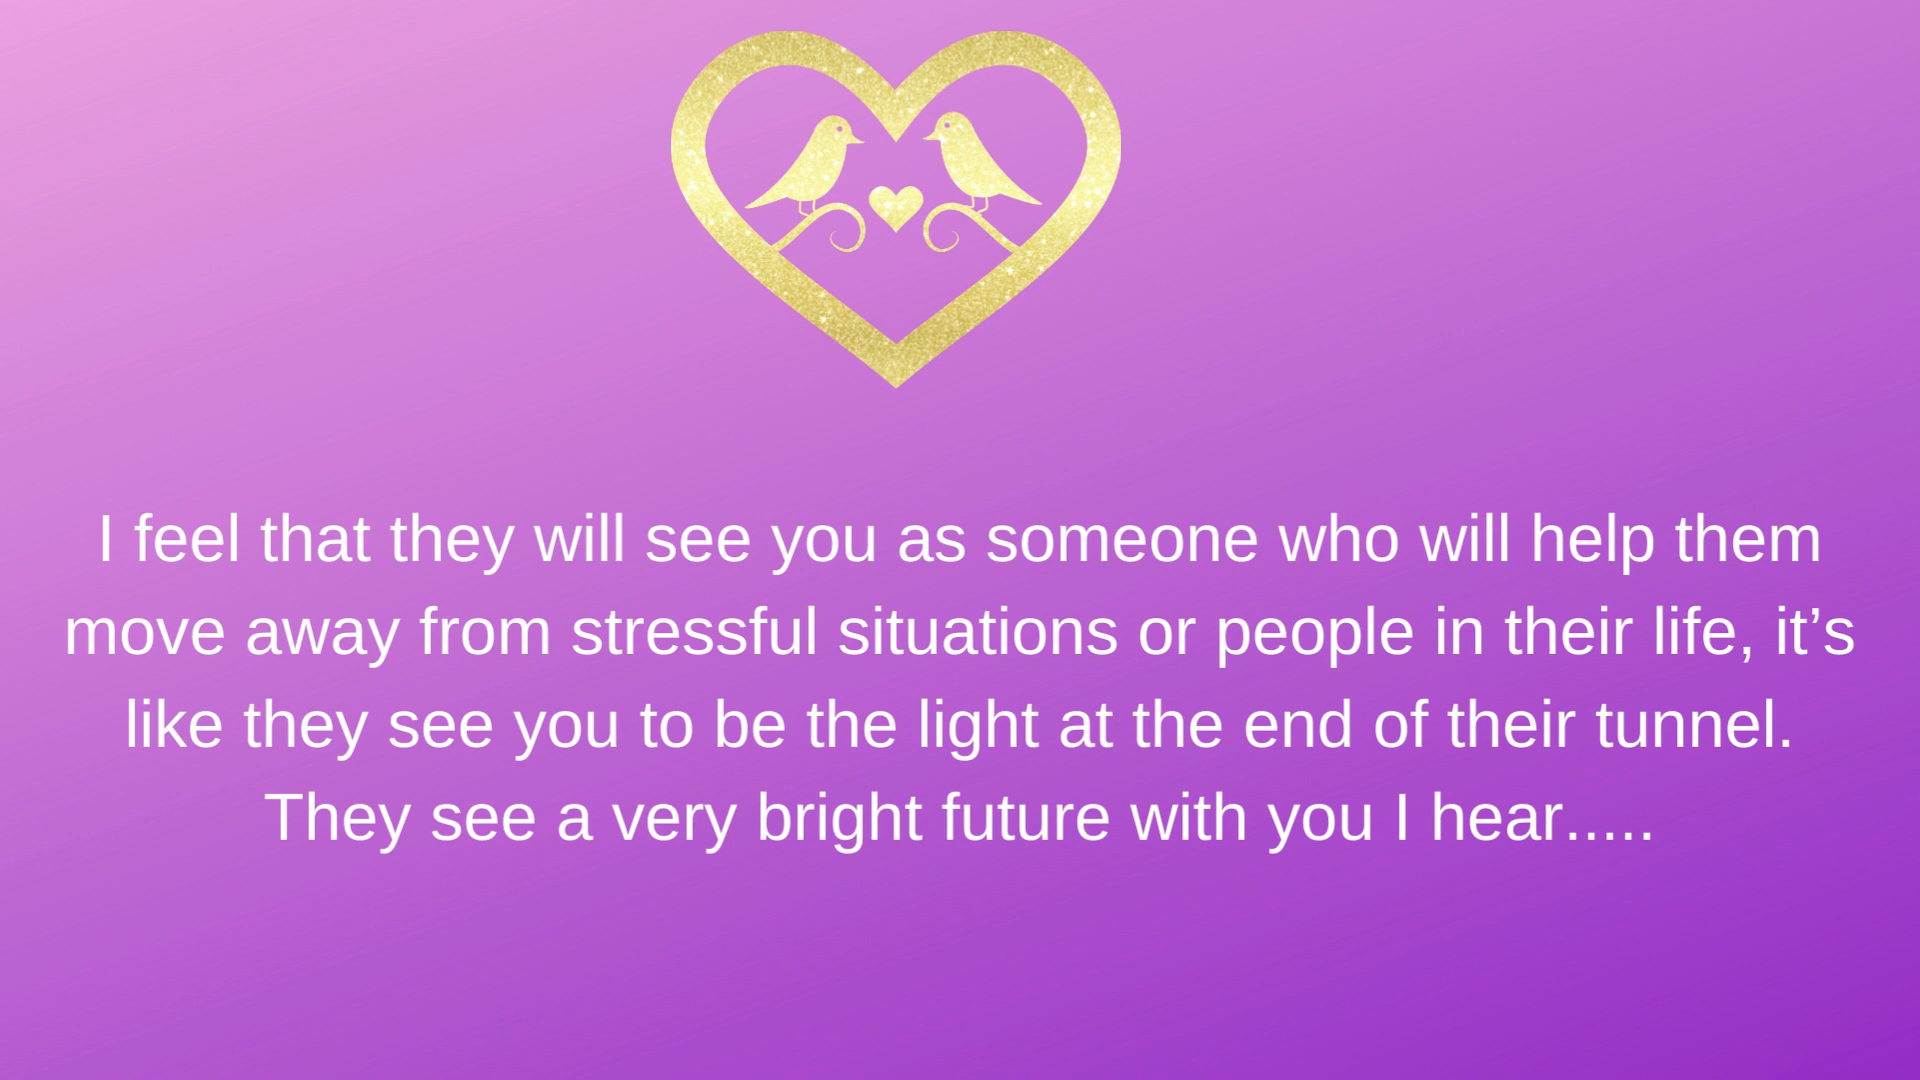 I feel that they will see you as someone who will help them
move away from stressful situations or people in their life, it’s
like they see you to be the light at the end of their tunnel.
They see a very bright future with you I hear.....